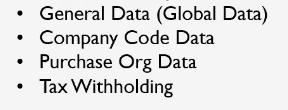 • General Data (Global Data)
• Company Code Data
• Purchase Org Data
• Tax Withholding